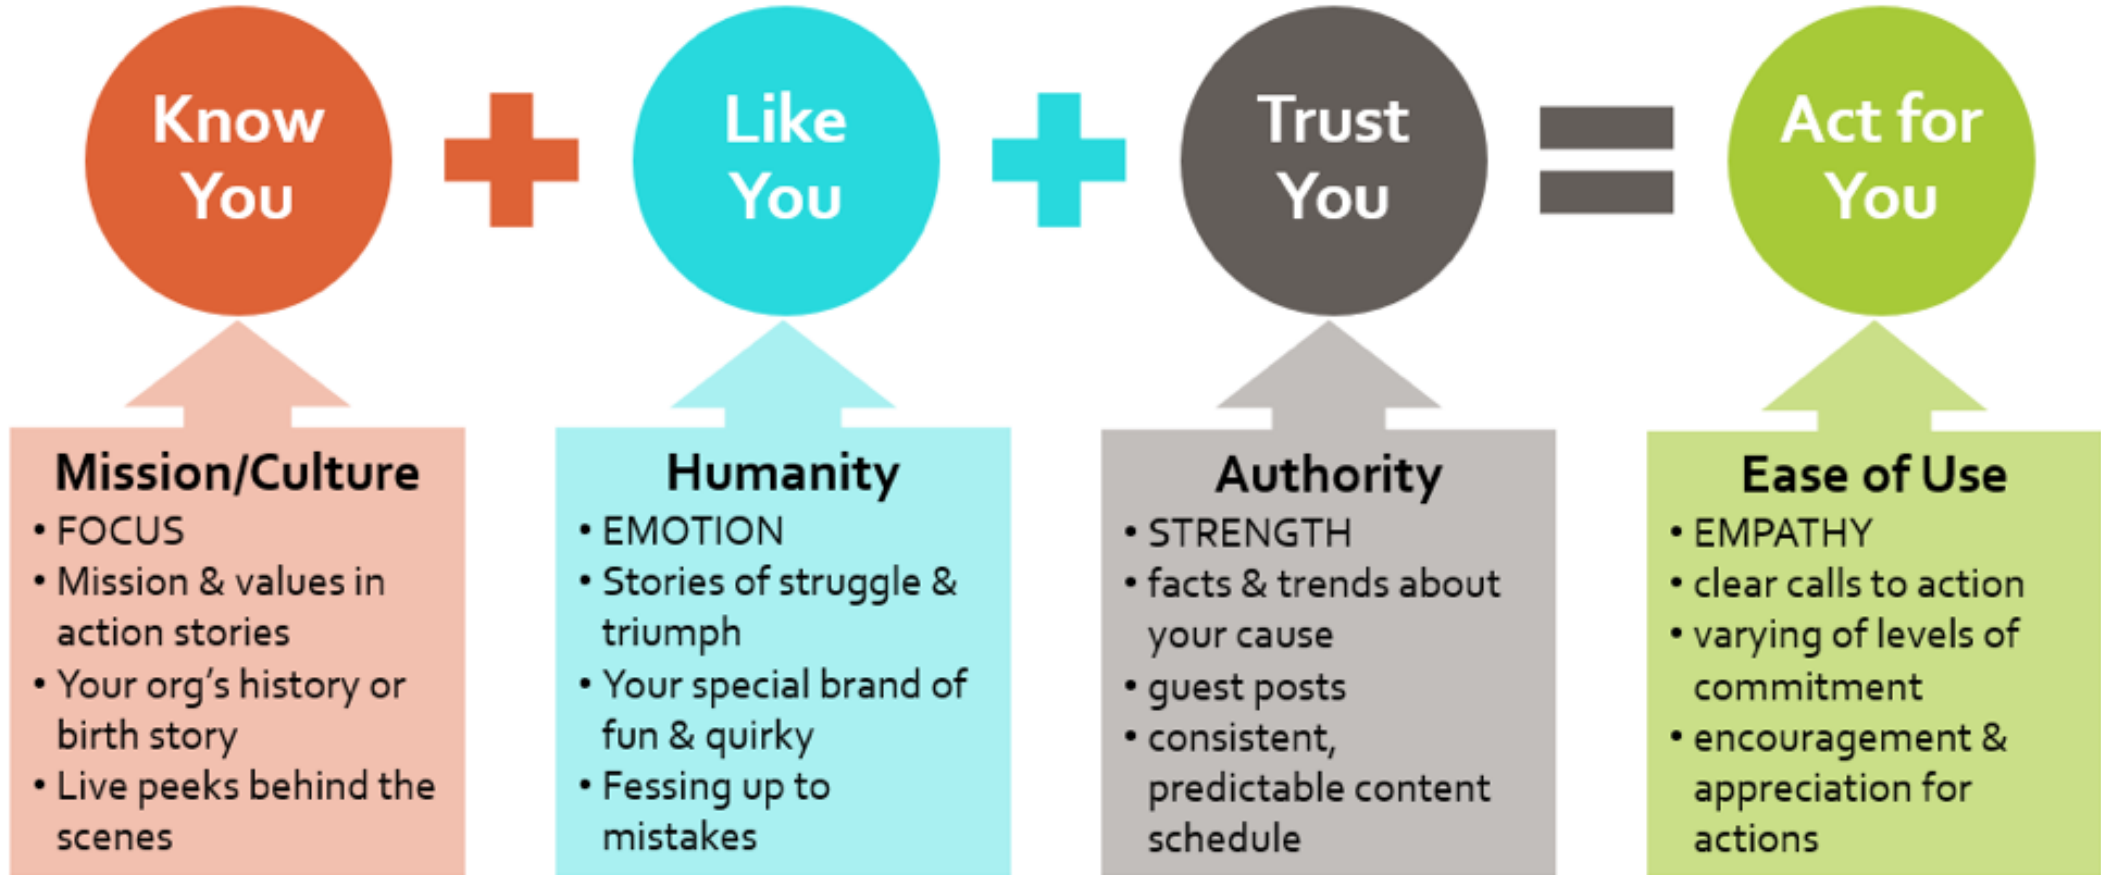 Know
You
Like
You
Trust
You
Act for
You
Mission/Culture
• FOCUS
• Mission & values in
action stories
• Your org's history or
birth story
• Live peeks behind the
scenes
Humanity
• EMOTION
• Stories of struggle &
triumph
• Your special brand of
fun & quirky
• Fessing up to
mistakes
Authority
• STRENGTH
• facts & trends about
your cause
• guest posts
• consistent,
predictable content
schedule
Ease of Use
• EMPATHY
• clear calls to action
• varying of levels of
commitment
• encouragement &
appreciation for
actions